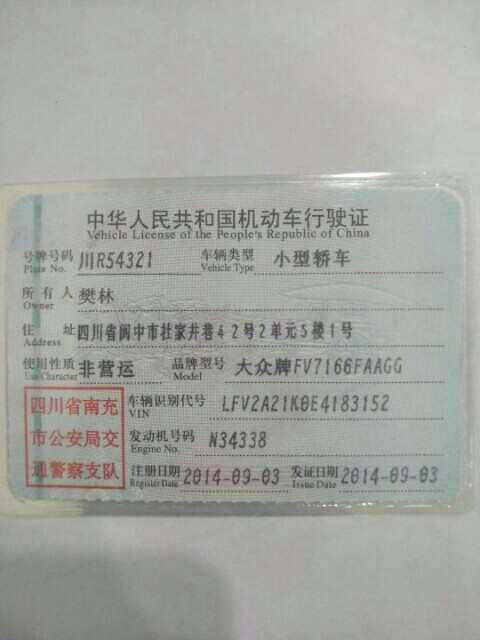 中华人民共和国机动车行驶证
Vehicle License of the People's Republic of China
号牌号码 川R54321 车辆类型 小型轿车
Plate No. Vehicle Type
所有人 樊林
Owner
住址 四川省阆中市杜家井巷42号2单元5楼1号
Address
使用性质 非营运 品牌型号 大众牌FV7166FAAGG
Use Character Model
四川省南充
市公安局交
通警察支队
车辆识别代号 LFV2A21K0E4183152
VIN
发动机号码 N34338
Engine No.
注册日期 2014-09-03 发证日期 2014-09-03
Register Date Issue Date